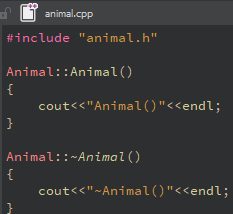 animal.cpp
#include "animal.h"
Animal::Animal()
{
    cout<<"Animal()"<<endl;
}
Animal::~Animal()
{
    cout<<"~Animal()"<<endl;
}